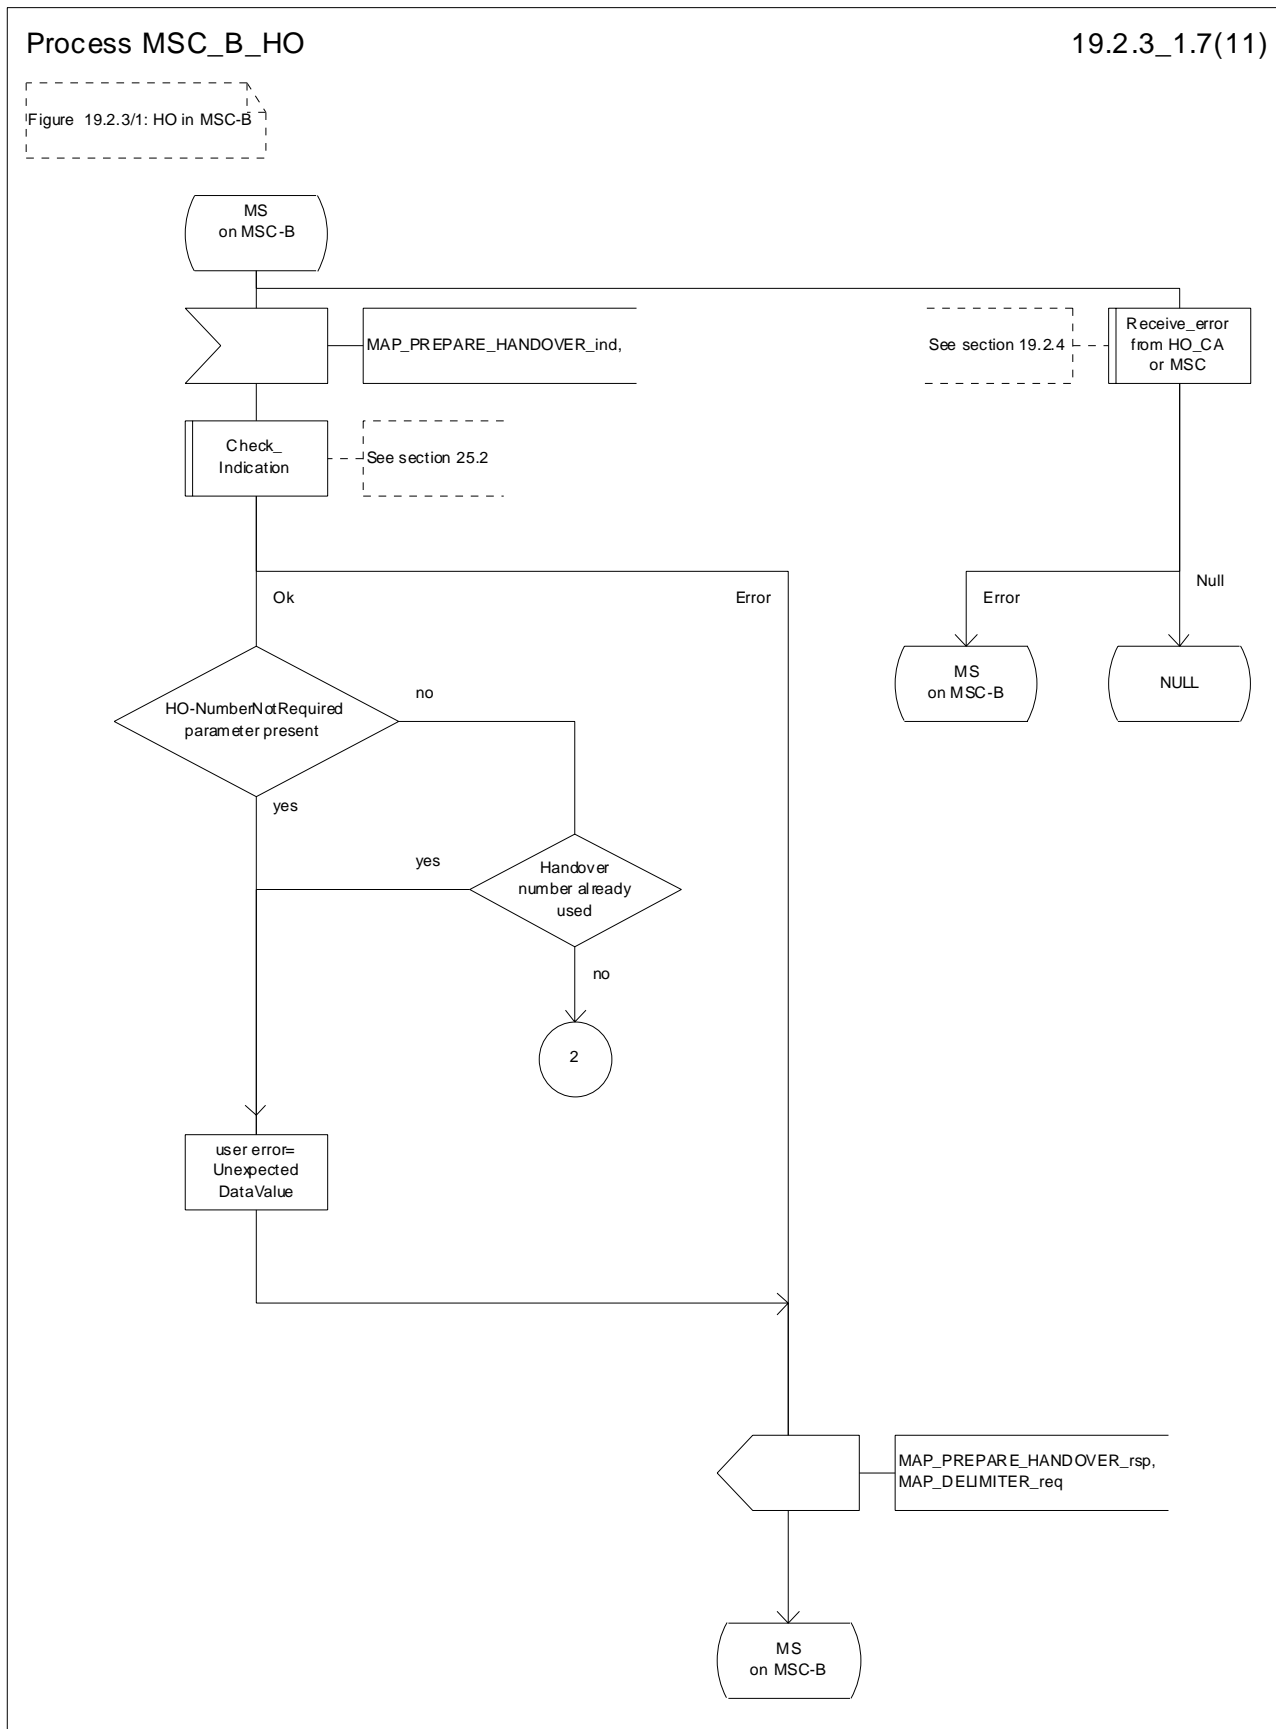 Process MSC_B_HO
19.2.3_1.7(11)
Figure 19.2.3/1: HO in MSC-B
MS
on MSC-B
MAP_PREPARE_HANDOVER_ind,
See section 19.2.4
Receive_error
from HO_CA
or MSC
Check_
Indication
See section 25.2
Ok
Error
Error
Null
MS
on MSC-B
NULL
HO-NumberNotRequired
parameter present
no
yes
yes
Handover
number already
used
no
2
user error=
Unexpected
DataValue
MAP_PREPARE_HANDOVER_rsp,
MAP_DELIMITER_req
MS
on MSC-B